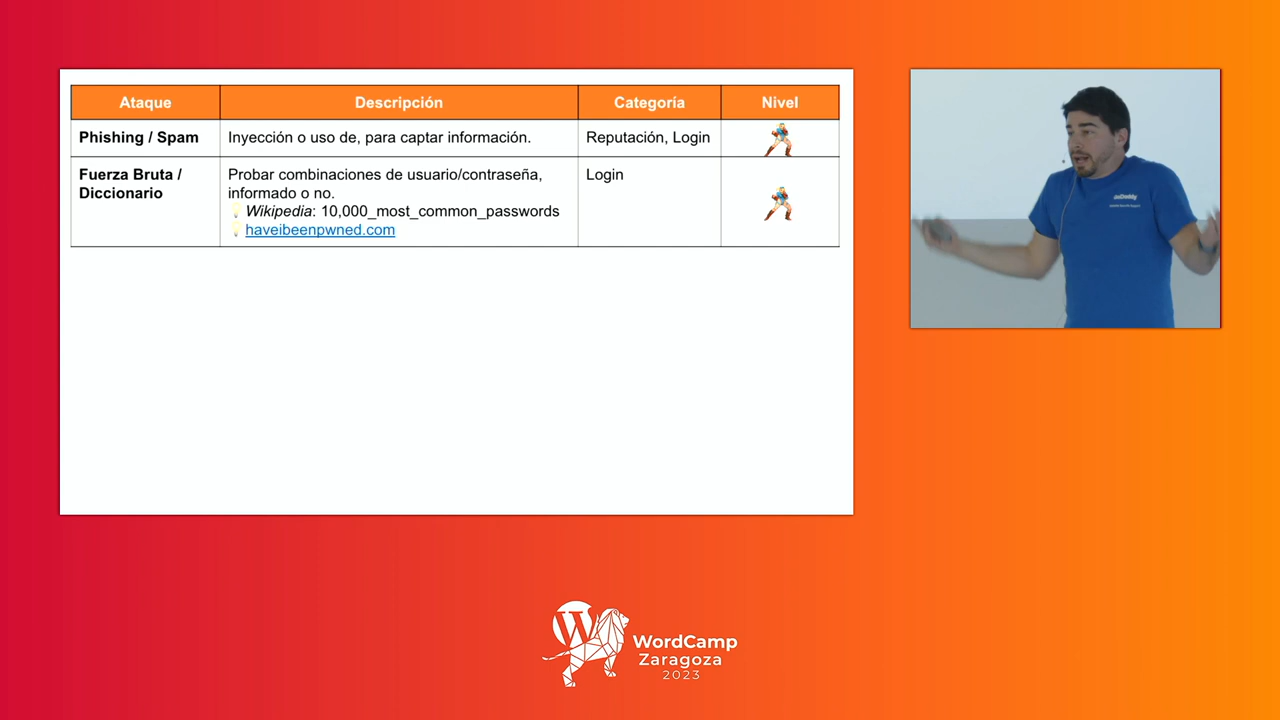 Ataque Descripción Categoría Nivel
Phishing / Spam Inyección o uso de, para captar información. Reputación, Login
Fuerza Bruta / Diccionario
Probar combinaciones de usuario/contraseña,
informado o no.
Wikipedia: 10,000_most_common_passwords
haveibeenpwned.com
Login
GoDaddy
WordCamp
Zaragoza
2023